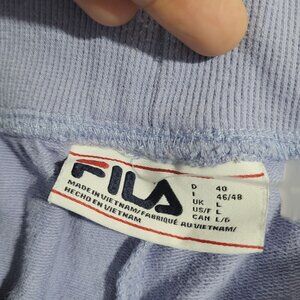 FILA
MADE IN VIETNAM/FABRIQUÉ AU VIETNAM/
HECHO EN VIETNAM
D 40
I 46/48
UK L
US/F L
CAN L/G